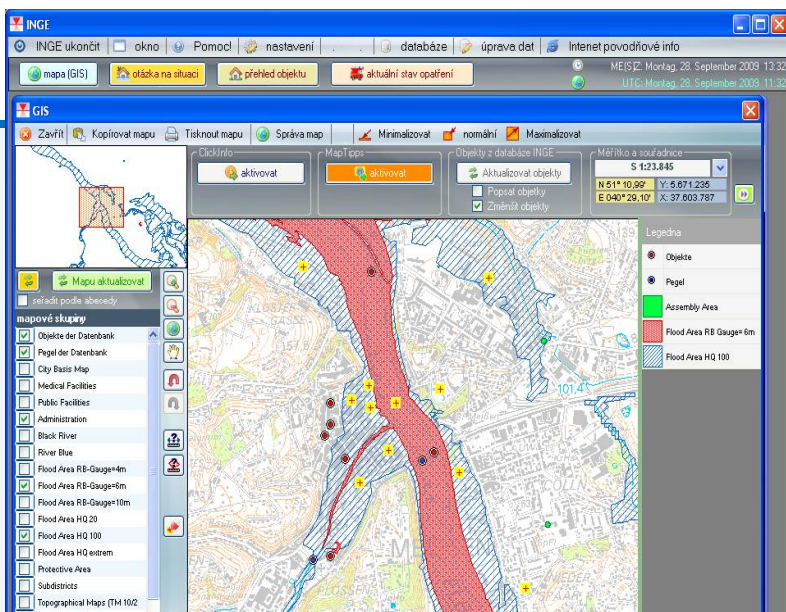 INGE
INGE ukončit okno Pomoc! nastavení . . databáze úprava dat Intenet povodňové info
mapa (GIS) otázka na situaci přehled objektu aktuální stav opatření
ME(S)Z: Montag, 28. September 2009 13:32
UTC: Montag, 28. September 2009 11:32
GIS
Zavřít Kopírovat mapu Tisknout mapu Správa map Minimalizovat normální Maximalizovat
ClickInfo
aktivovat
MapTipps
aktivovat
Objekty z databáze INGE
Aktualizovat objekty
Popsat objetky
Změnšit objekty
Měřítko a souřadnice
S 1:23.845
N 51° 10,99' Y: 5.671.235
E 040° 29,10' X: 37.603.787
Mapu aktualizovat
seřadit podle abecedy
mapové skupiny
Objekte der Datenbank
Pegel der Datenbank
City Basis Map
Medical Facilities
Public Facilities
Administration
Black River
River Blue
Flood Area RB-Gauge=4m
Flood Area RB-Gauge=6m
Flood Area RB-Gauge=10m
Flood Area HQ 20
Flood Area HQ 100
Flood Area HQ extrem
Protective Area
Subdistricts
Topographical Maps (TM 10/2
101,4
Legedna
Objekte
Pegel
Assembly Area
Flood Area RB Gauge= 6m
Flood Area HQ 100